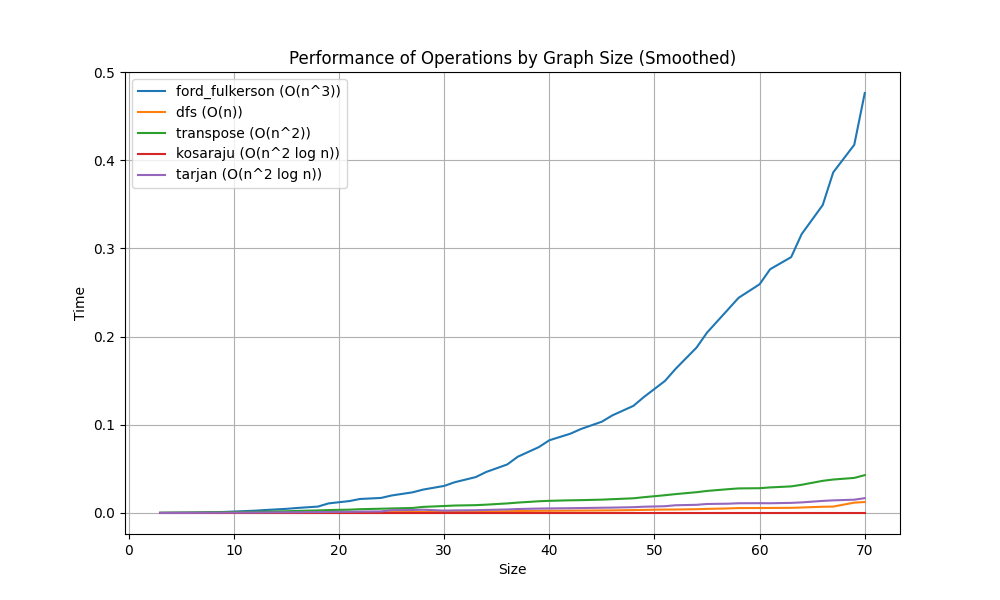 Performance of Operations by Graph Size (Smoothed)
ford_fulkerson (O(n^3))
dfs (O(n))
transpose (O(n^2))
kosaraju (O(n^2 log n))
tarjan (O(n^2 log n))
0.5
0.4
0.3
0.2
0.1
0.0
Time
0 10 20 30 40 50 60 70
Size